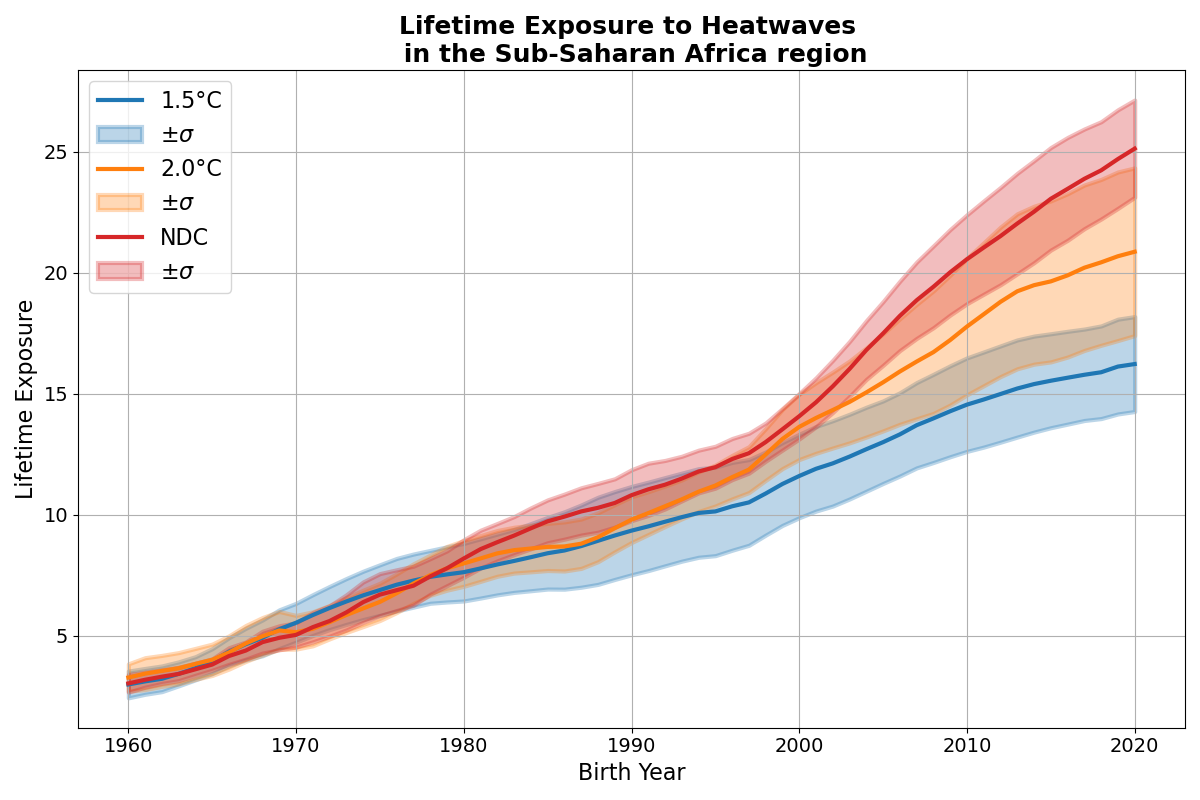 Lifetime Exposure to Heatwaves
in the Sub-Saharan Africa region
1.5°C
±σ
2.0°C
±σ
NDC
±σ
25
20
15
10
5
Lifetime Exposure
1960 1970 1980 1990 2000 2010 2020
Birth Year